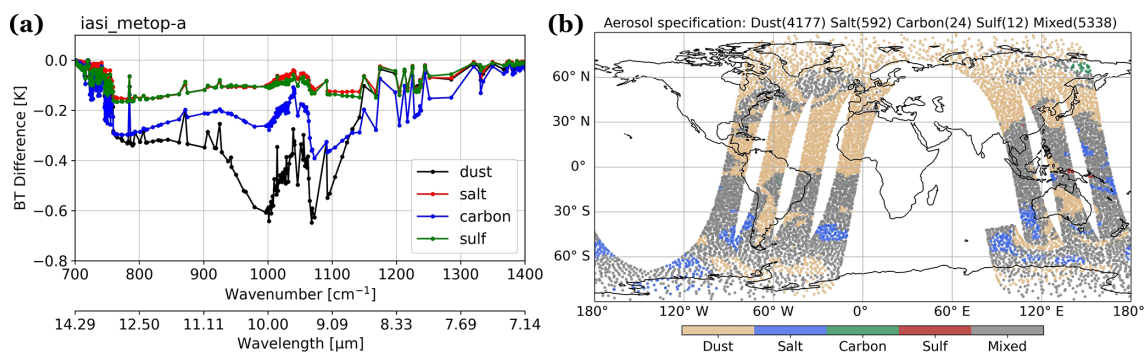 (a)
iasi_metop-a
BT Difference [K]
0.0
−0.2
−0.4
−0.6
−0.8
dust
salt
carbon
sulf
700 800 900 1000 1100 1200 1300 1400
Wavenumber [cm⁻¹]
14.29 12.50 11.11 10.00 9.09 8.33 7.69 7.14
Wavelength [μm]
(b)
Aerosol specification: Dust(4177) Salt(592) Carbon(24) Sulf(12) Mixed(5338)
60° N
30° N
0°
30° S
60° S
180° 120° W 60° W 0° 60° E 120° E 180°
Dust Salt Carbon Sulf Mixed